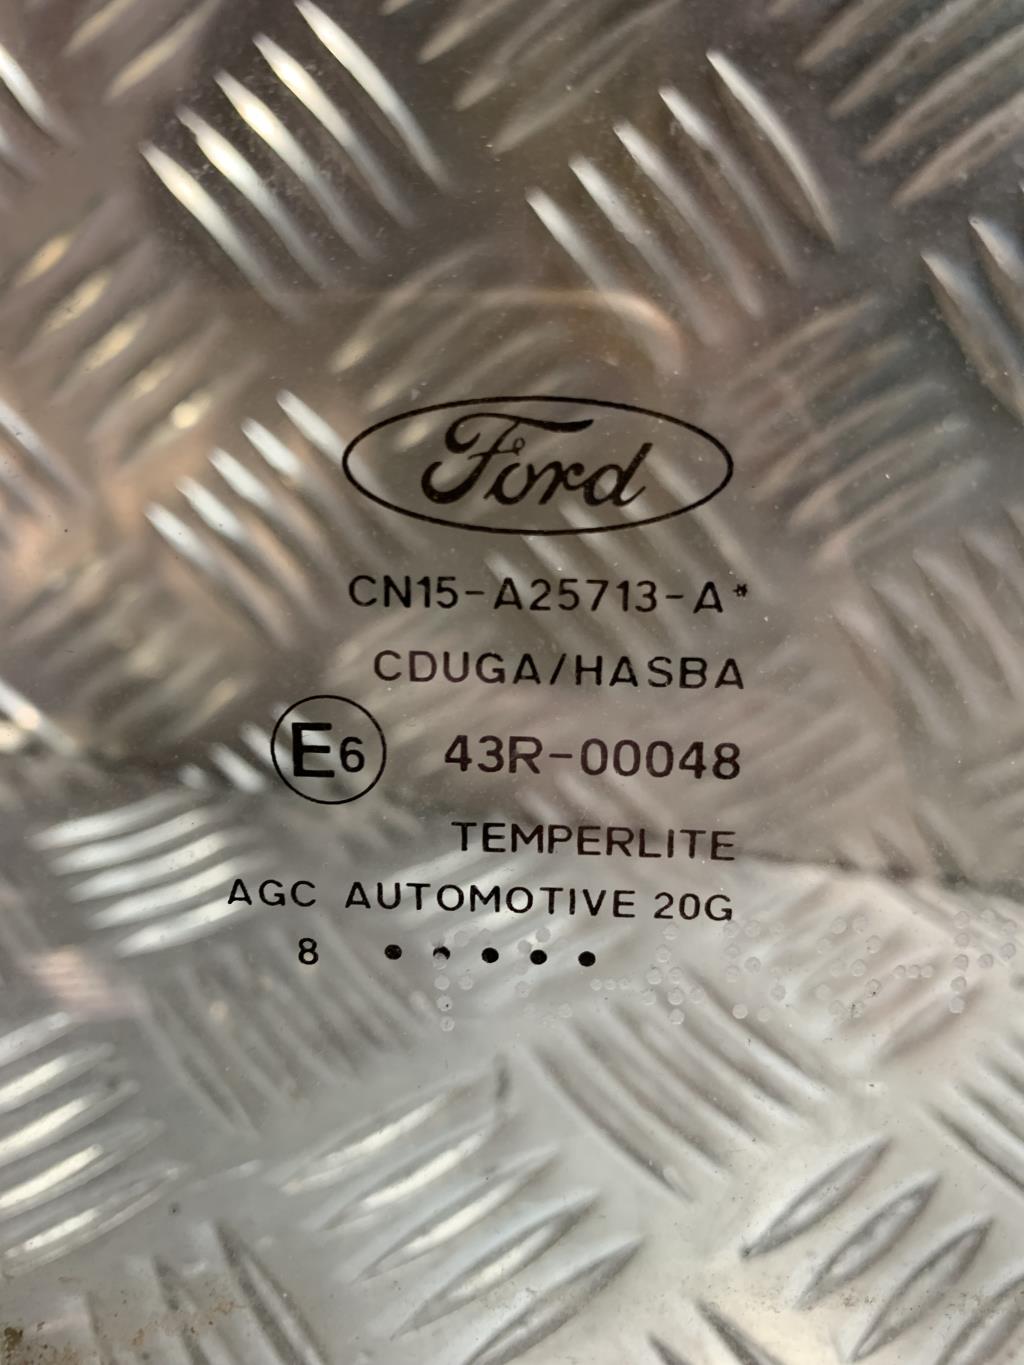 Ford
CN15-A25713-A*
CDUGA/HASBA
E6 43R-00048
TEMPERLITE
AGC AUTOMOTIVE 20G
8 • • • • •